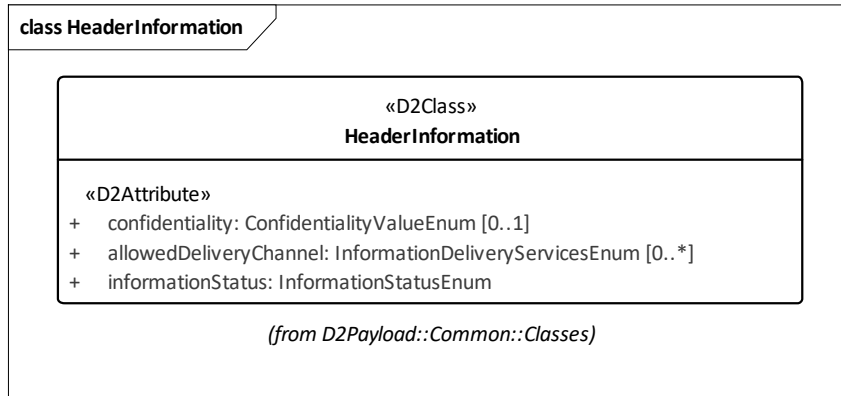 class HeaderInformation
«D2Class»
HeaderInformation
«D2Attribute»
+ confidentiality: ConfidentialityValueEnum [0..1]
+ allowedDeliveryChannel: InformationDeliveryServicesEnum [0..*]
+ informationStatus: InformationStatusEnum
(from D2Payload::Common::Classes)